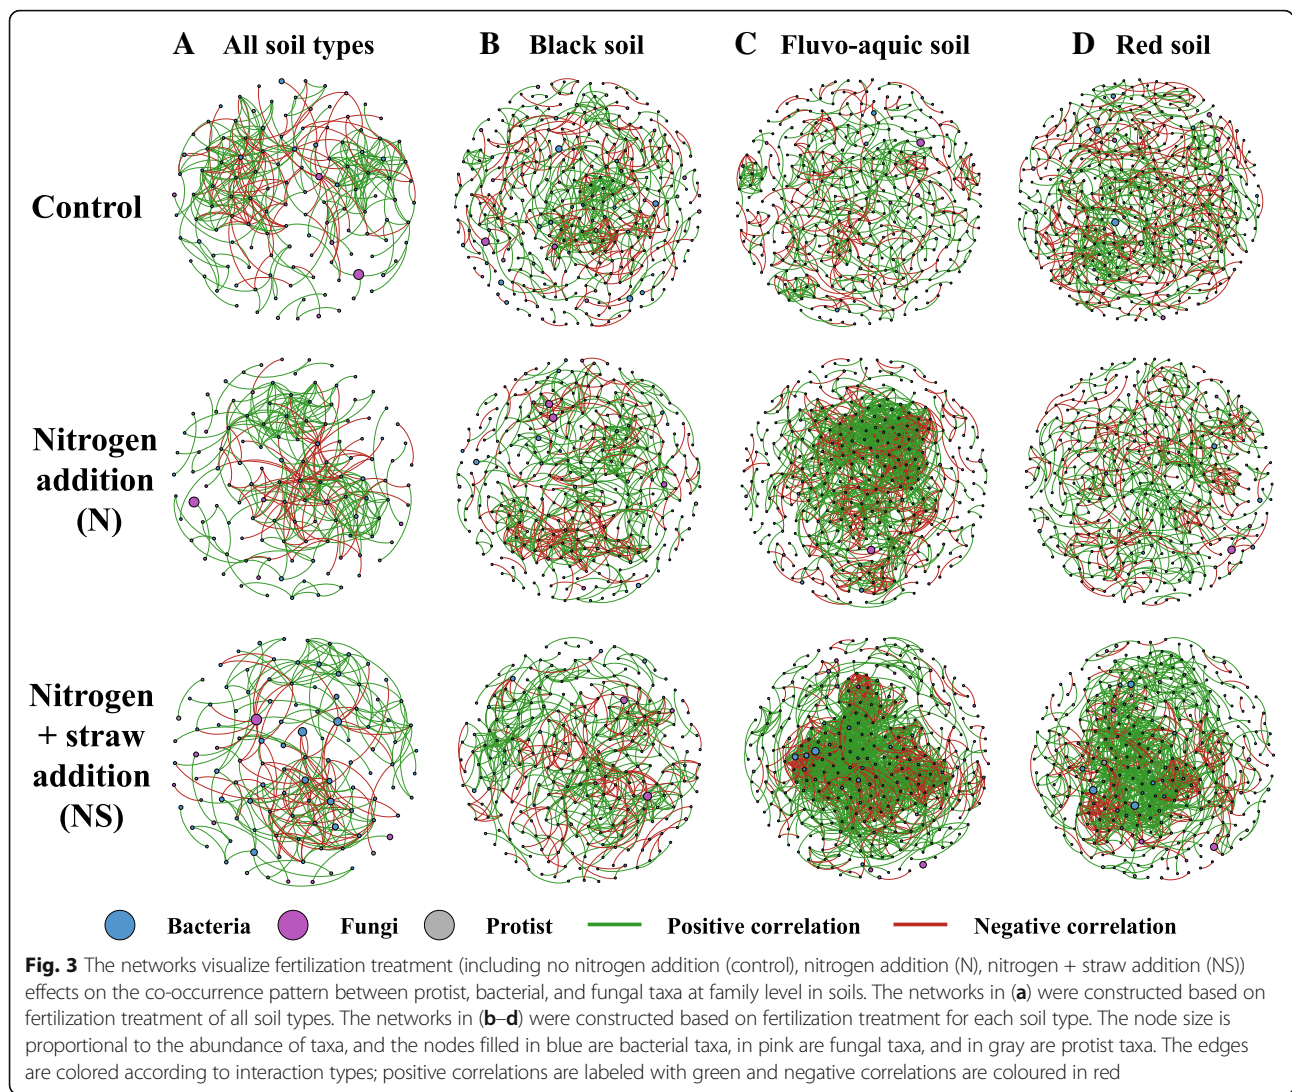 A All soil types
B Black soil
C Fluvo-aquic soil
D Red soil
Control
Nitrogen
addition
(N)
Nitrogen
+ straw
addition
(NS)
Bacteria
Fungi
Protist
Positive correlation
Negative correlation
Fig. 3 The networks visualize fertilization treatment (including no nitrogen addition (control), nitrogen addition (N), nitrogen + straw addition (NS))
effects on the co-occurrence pattern between protist, bacterial, and fungal taxa at family level in soils. The networks in (a) were constructed based on
fertilization treatment of all soil types. The networks in (b–d) were constructed based on fertilization treatment for each soil type. The node size is
proportional to the abundance of taxa, and the nodes filled in blue are bacterial taxa, in pink are fungal taxa, and in gray are protist taxa. The edges
are colored according to interaction types; positive correlations are labeled with green and negative correlations are coloured in red